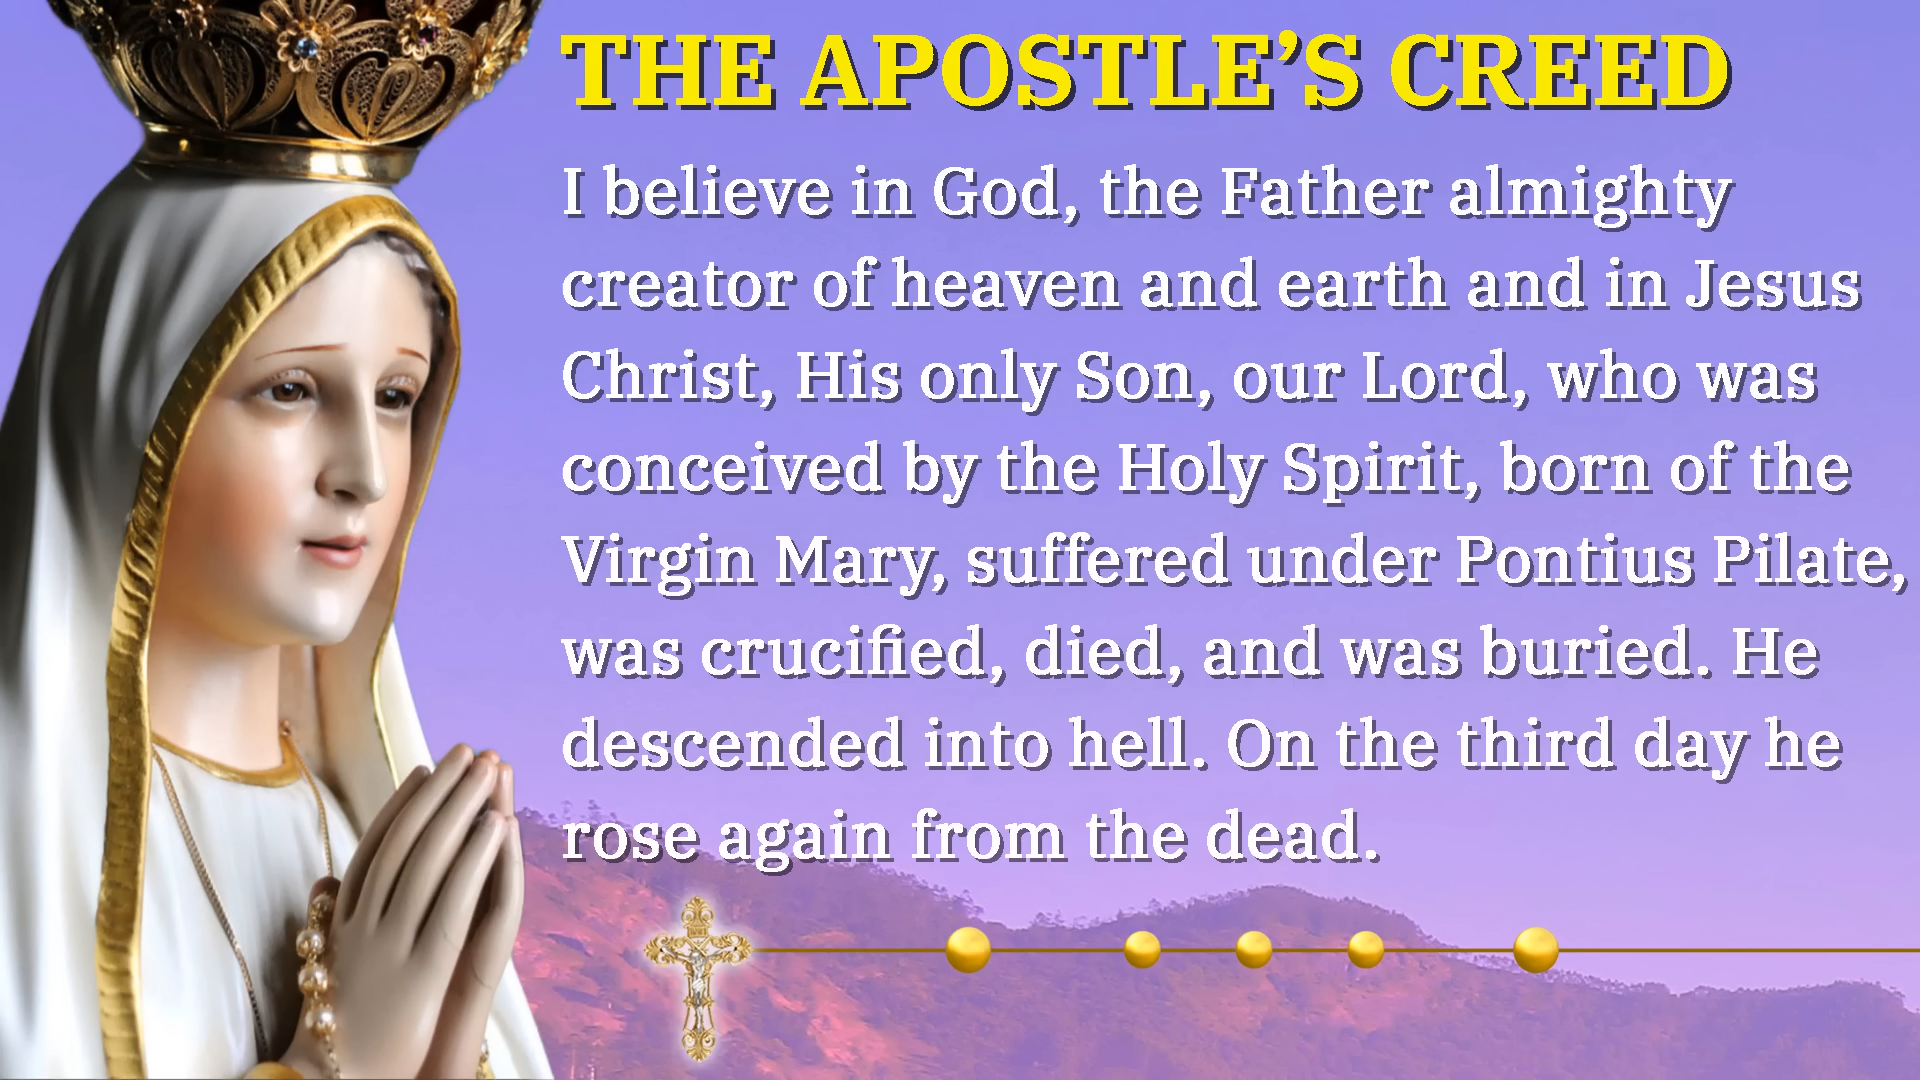 THE APOSTLE’S CREED
I believe in God, the Father almighty
creator of heaven and earth and in Jesus
Christ, His only Son, our Lord, who was
conceived by the Holy Spirit, born of the
Virgin Mary, suffered under Pontius Pilate,
was crucified, died, and was buried. He
descended into hell. On the third day he
rose again from the dead.